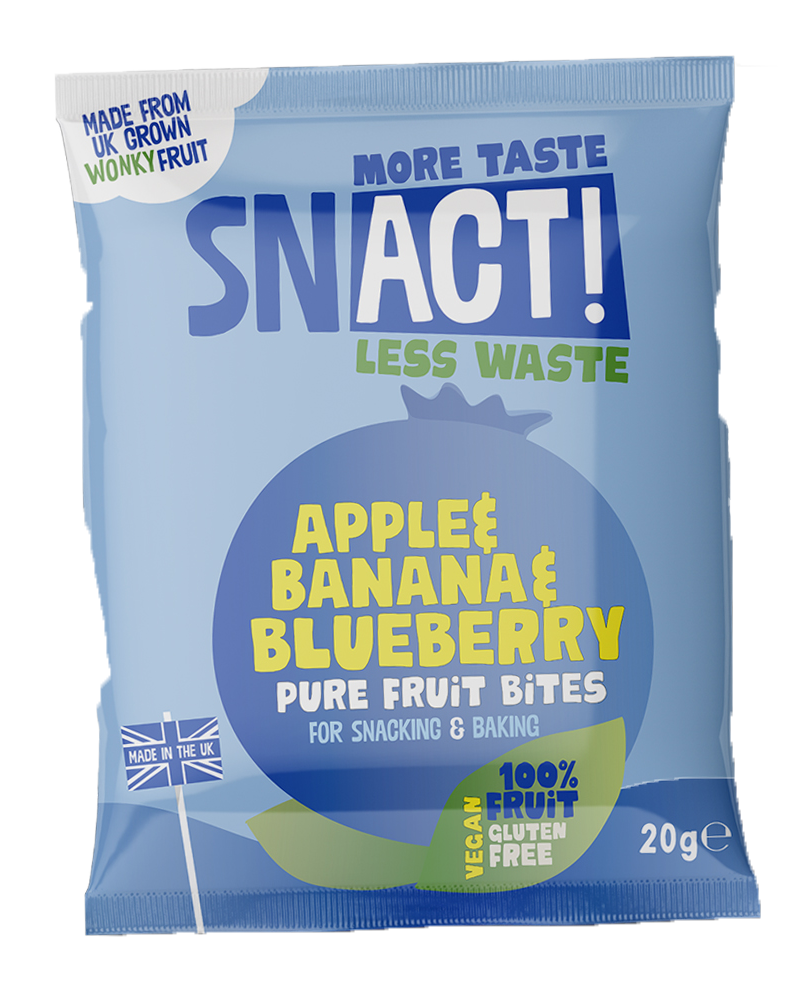 MADE FROM
UK GROWN
WONKY FRUIT
MORE TASTE
SNACT!
LESS WASTE
APPLE &
BANANA &
BLUEBERRY
PURE FRUiT BiTES
FOR SNACKING & BAKING
MADE IN THE UK
VEGAN
100%
FRUiT
GLUTEN
FREE
20g℮